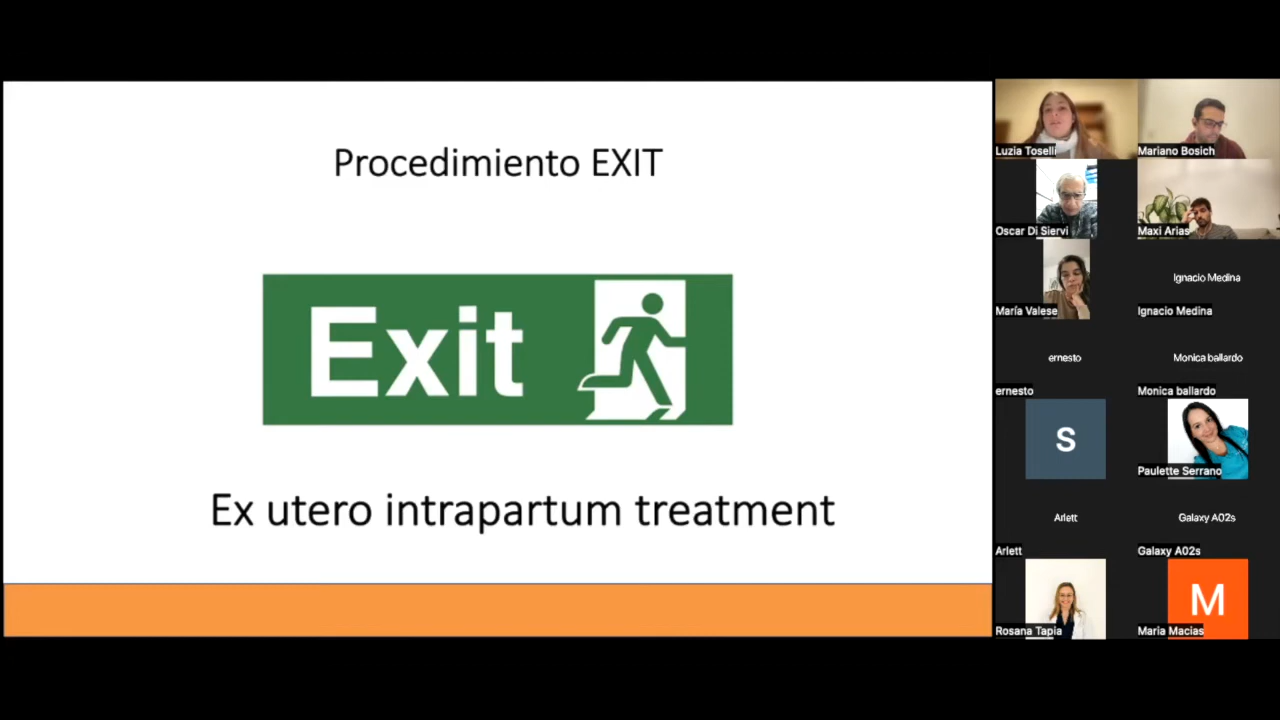 Procedimiento EXIT
Exit
Ex utero intrapartum treatment
Luzia Toselli
Mariano Bosich
Oscar Di Siervi
Maxi Arias
María Valese
Ignacio Medina
Ignacio Medina
ernesto
ernesto
Monica ballardo
Monica ballardo
S
Paulette Serrano
Arlett
Arlett
Galaxy A02s
Galaxy A02s
Rosana Tapia
M
Maria Macias